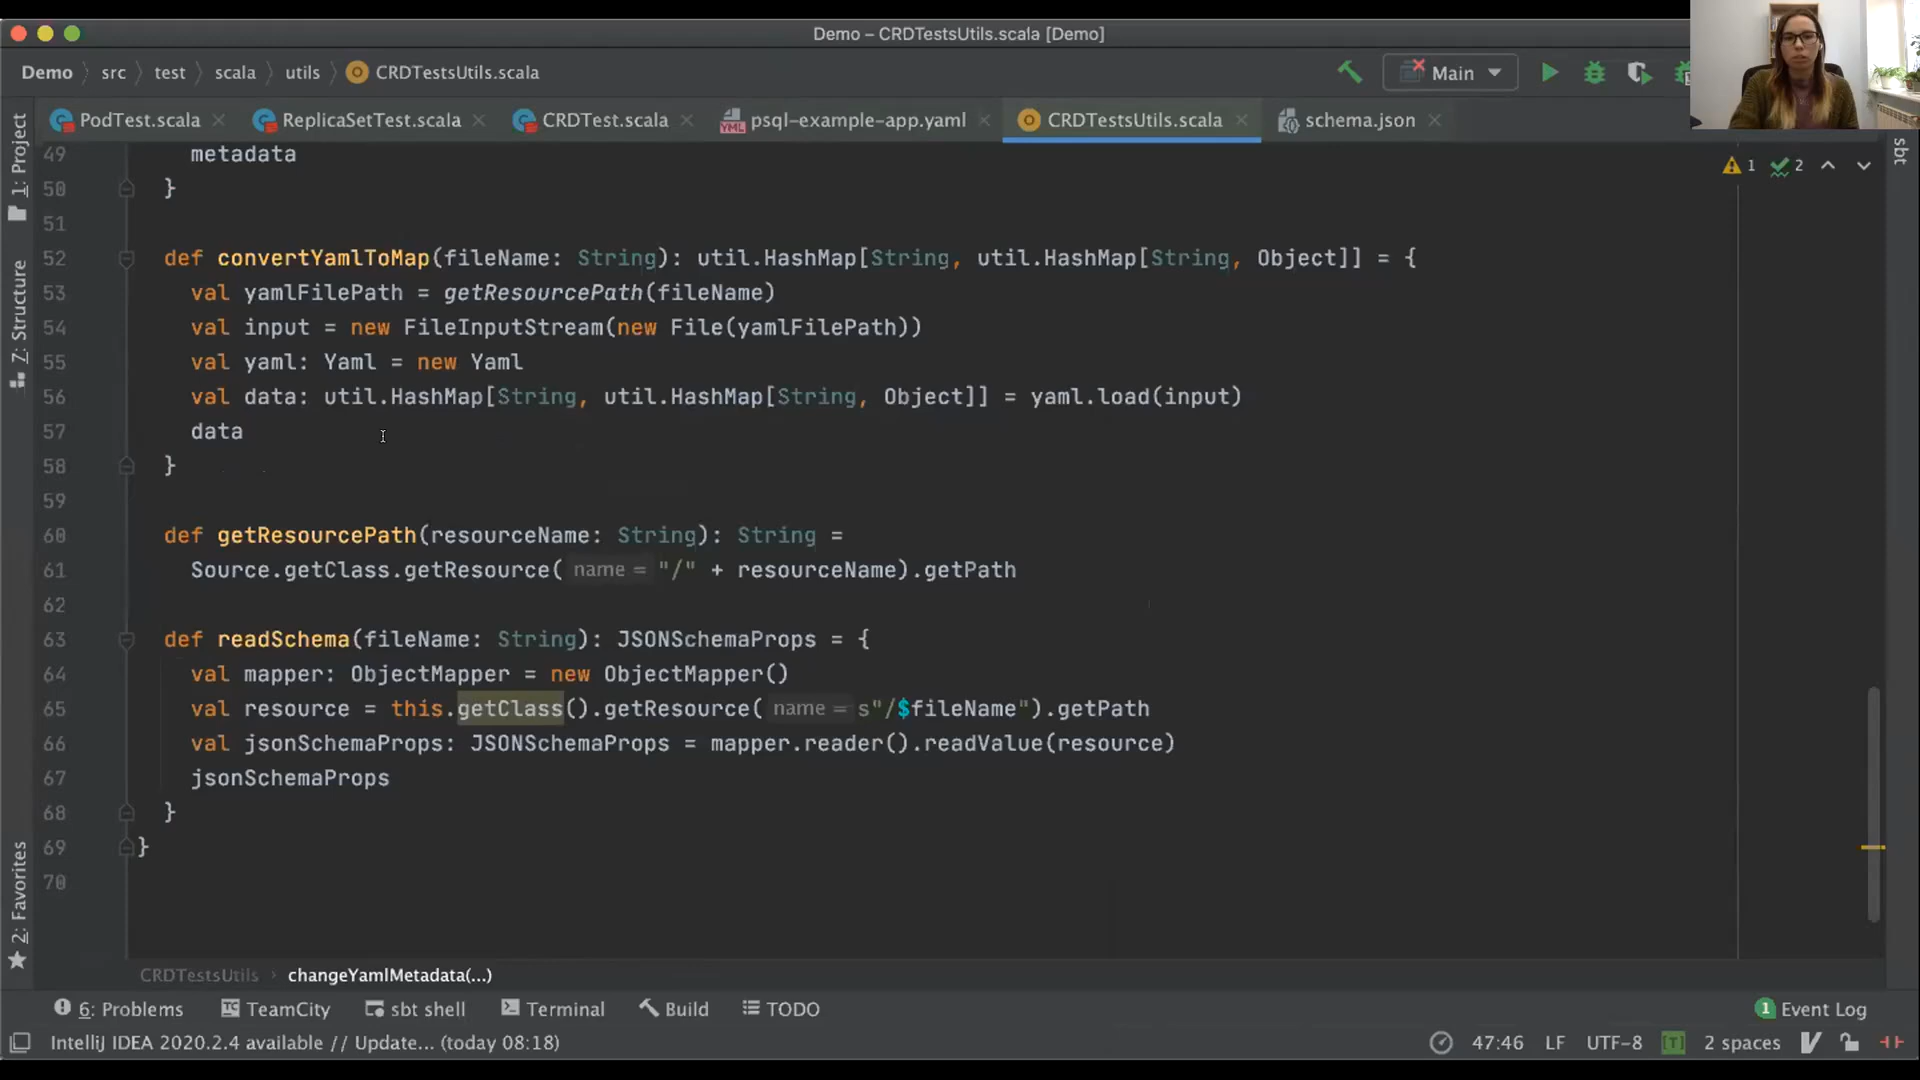 Demo – CRDTestsUtils.scala [Demo]
Demo src test scala utils CRDTestsUtils.scala
Main
PodTest.scala ReplicaSetTest.scala CRDTest.scala psql-example-app.yaml CRDTestsUtils.scala schema.json
1: Project
7: Structure
2: Favorites
sbt
1 2
49 metadata
50 }
51
52 def convertYamlToMap(fileName: String): util.HashMap[String, util.HashMap[String, Object]] = {
53 val yamlFilePath = getResourcePath(fileName)
54 val input = new FileInputStream(new File(yamlFilePath))
55 val yaml: Yaml = new Yaml
56 val data: util.HashMap[String, util.HashMap[String, Object]] = yaml.load(input)
57 data
58 }
59
60 def getResourcePath(resourceName: String): String =
61 Source.getClass.getResource( name = "/" + resourceName).getPath
62
63 def readSchema(fileName: String): JSONSchemaProps = {
64 val mapper: ObjectMapper = new ObjectMapper()
65 val resource = this.getClass().getResource( name = s"/$fileName").getPath
66 val jsonSchemaProps: JSONSchemaProps = mapper.reader().readValue(resource)
67 jsonSchemaProps
68 }
69 }
70
CRDTestsUtils changeYamlMetadata(...)
6: Problems TeamCity sbt shell Terminal Build TODO 1 Event Log
IntelliJ IDEA 2020.2.4 available // Update... (today 08:18) 47:46 LF UTF-8 [T] 2 spaces